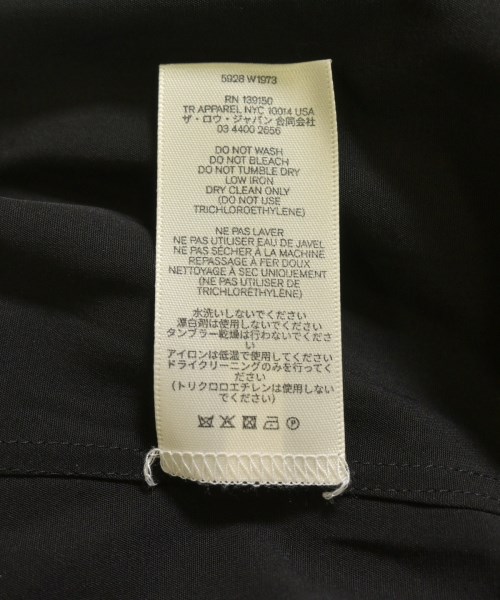 5928 W1973
RN 139150
TR APPAREL NYC 10014 USA
ザ・ロウ・ジャパン 合同会社
03 4400 2656
DO NOT WASH
DO NOT BLEACH
DO NOT TUMBLE DRY
LOW IRON
DRY CLEAN ONLY
(DO NOT USE
TRICHLOROETHYLENE)
NE PAS LAVER
NE PAS UTILISER EAU DE JAVEL
NE PAS SÉCHER À LA MACHINE
REPASSAGE À FER DOUX
NETTOYAGE À SEC UNIQUEMENT
(NE PAS UTILISER DE
TRICHLORÉTHYLÈNE)
水洗いしないでください
漂白剤は使用しないでください
タンブラー乾燥は行わないでください
アイロンは低温で使用してください
ドライクリーニングのみを行ってく
ださい
(トリクロロエチレンは使用しない
でください)